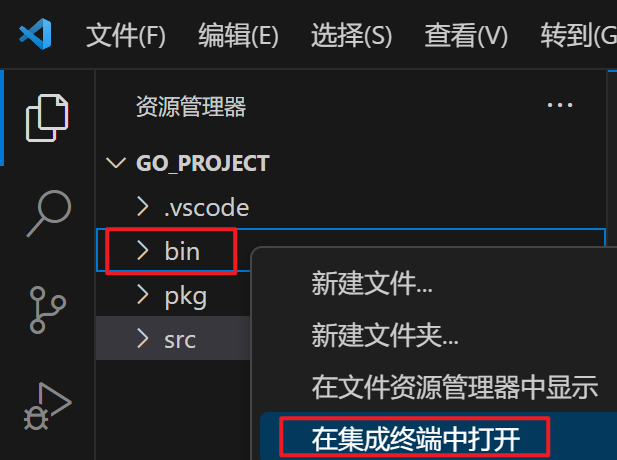 文件(F) 编辑(E) 选择(S) 查看(V) 转到(G
资源管理器 ...
GO_PROJECT
.vscode
bin
pkg
src
新建文件...
新建文件夹...
在文件资源管理器中显示
在集成终端中打开